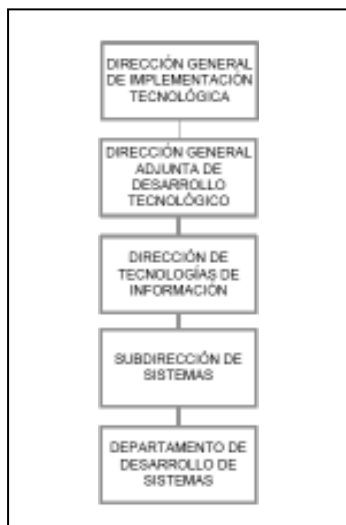 DIRECCIÓN GENERAL
DE IMPLEMENTACIÓN
TECNOLÓGICA
DIRECCIÓN GENERAL
ADJUNTA DE
DESARROLLO
TECNOLÓGICO
DIRECCIÓN DE
TECNOLOGÍAS DE
INFORMACIÓN
SUBDIRECCIÓN DE
SISTEMAS
DEPARTAMENTO DE
DESARROLLO DE
SISTEMAS